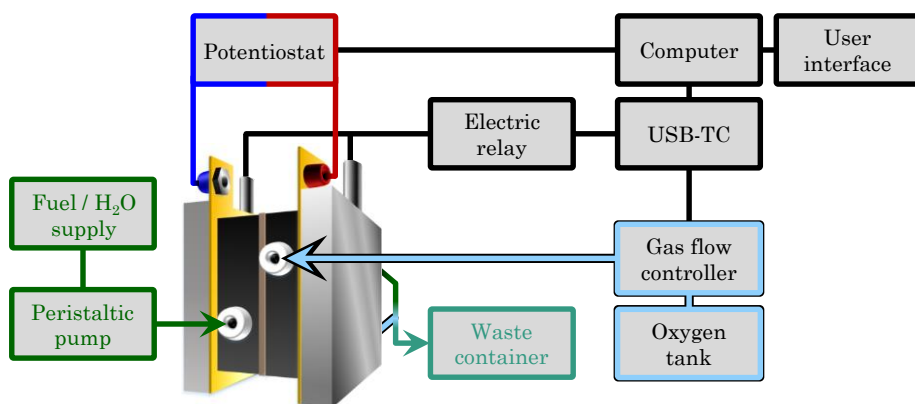 Potentiostat
Computer
User
interface
Electric
relay
USB-TC
Fuel / H₂O
supply
Gas flow
controller
Peristaltic
pump
Waste
container
Oxygen
tank